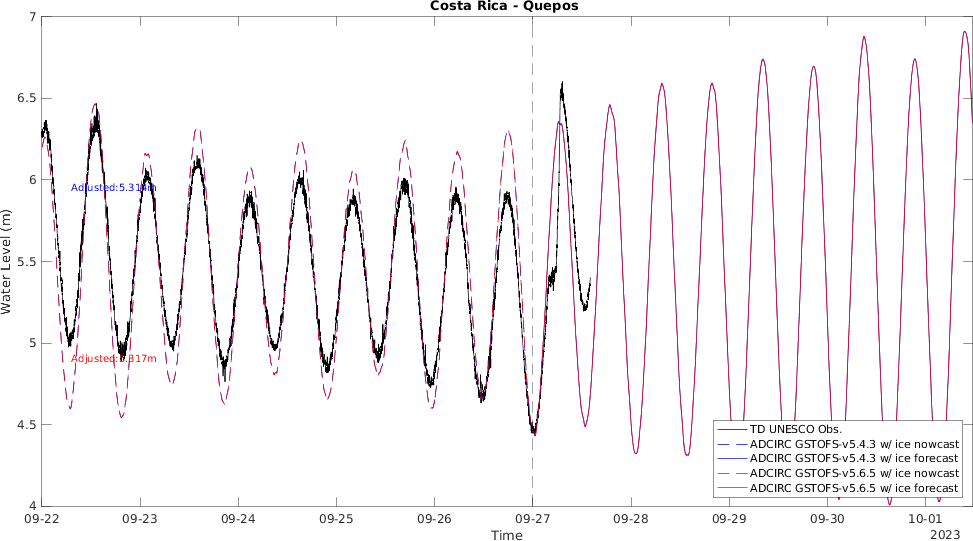 Costa Rica - Quepos
7
6.5
6
5.5
5
4.5
4
Water Level (m)
Adjusted:5.314m
Adjusted:5.317m
TD UNESCO Obs.
ADCIRC GSTOFS-v5.4.3 w/ ice nowcast
ADCIRC GSTOFS-v5.4.3 w/ ice forecast
ADCIRC GSTOFS-v5.6.5 w/ ice nowcast
ADCIRC GSTOFS-v5.6.5 w/ ice forecast
09-22 09-23 09-24 09-25 09-26 09-27 09-28 09-29 09-30 10-01
Time
2023